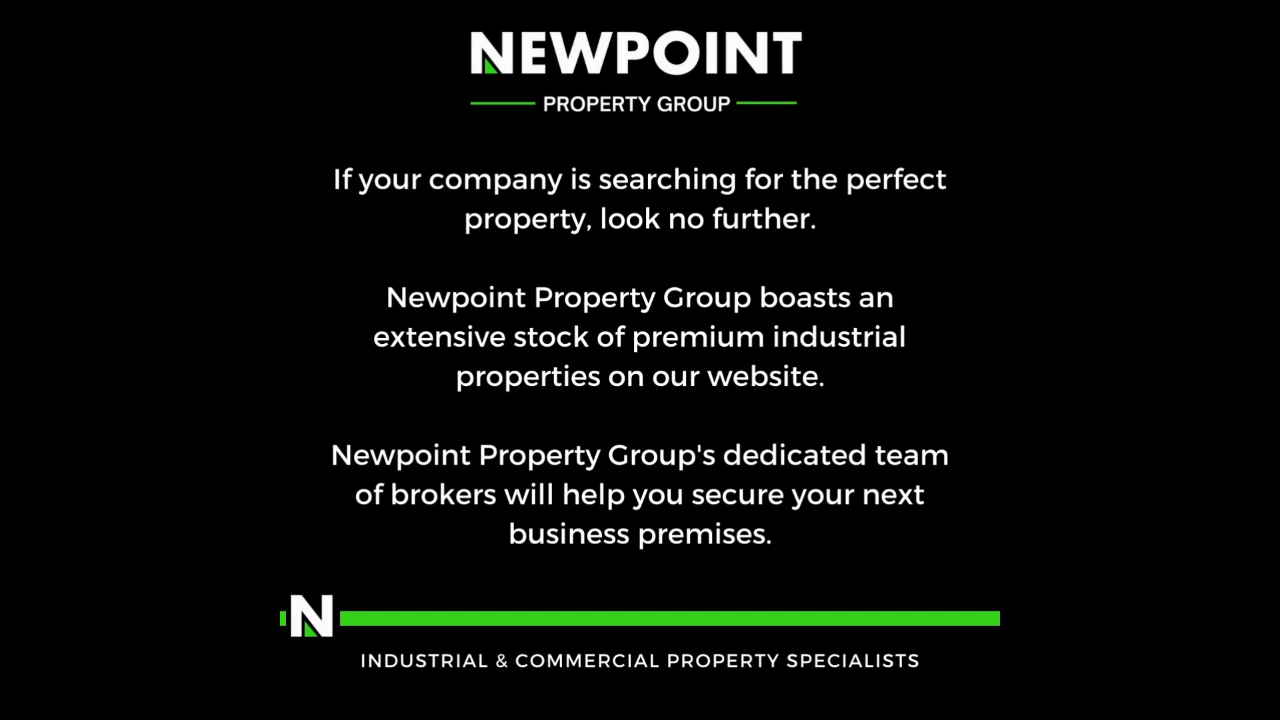 NEWPOINT
PROPERTY GROUP
If your company is searching for the perfect
property, look no further.
Newpoint Property Group boasts an
extensive stock of premium industrial
properties on our website.
Newpoint Property Group's dedicated team
of brokers will help you secure your next
business premises.
N
INDUSTRIAL & COMMERCIAL PROPERTY SPECIALISTS